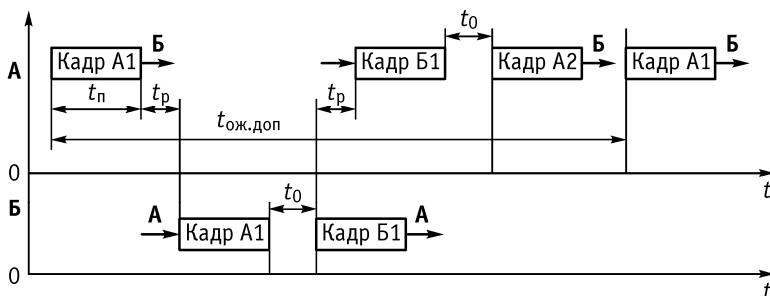 Б t₀ Б Б
А Кадр А1 Кадр Б1 Кадр А2 Кадр А1
tп tр tр
tож.доп
0 t
Б А t₀ А
Кадр А1 Кадр Б1
0 t